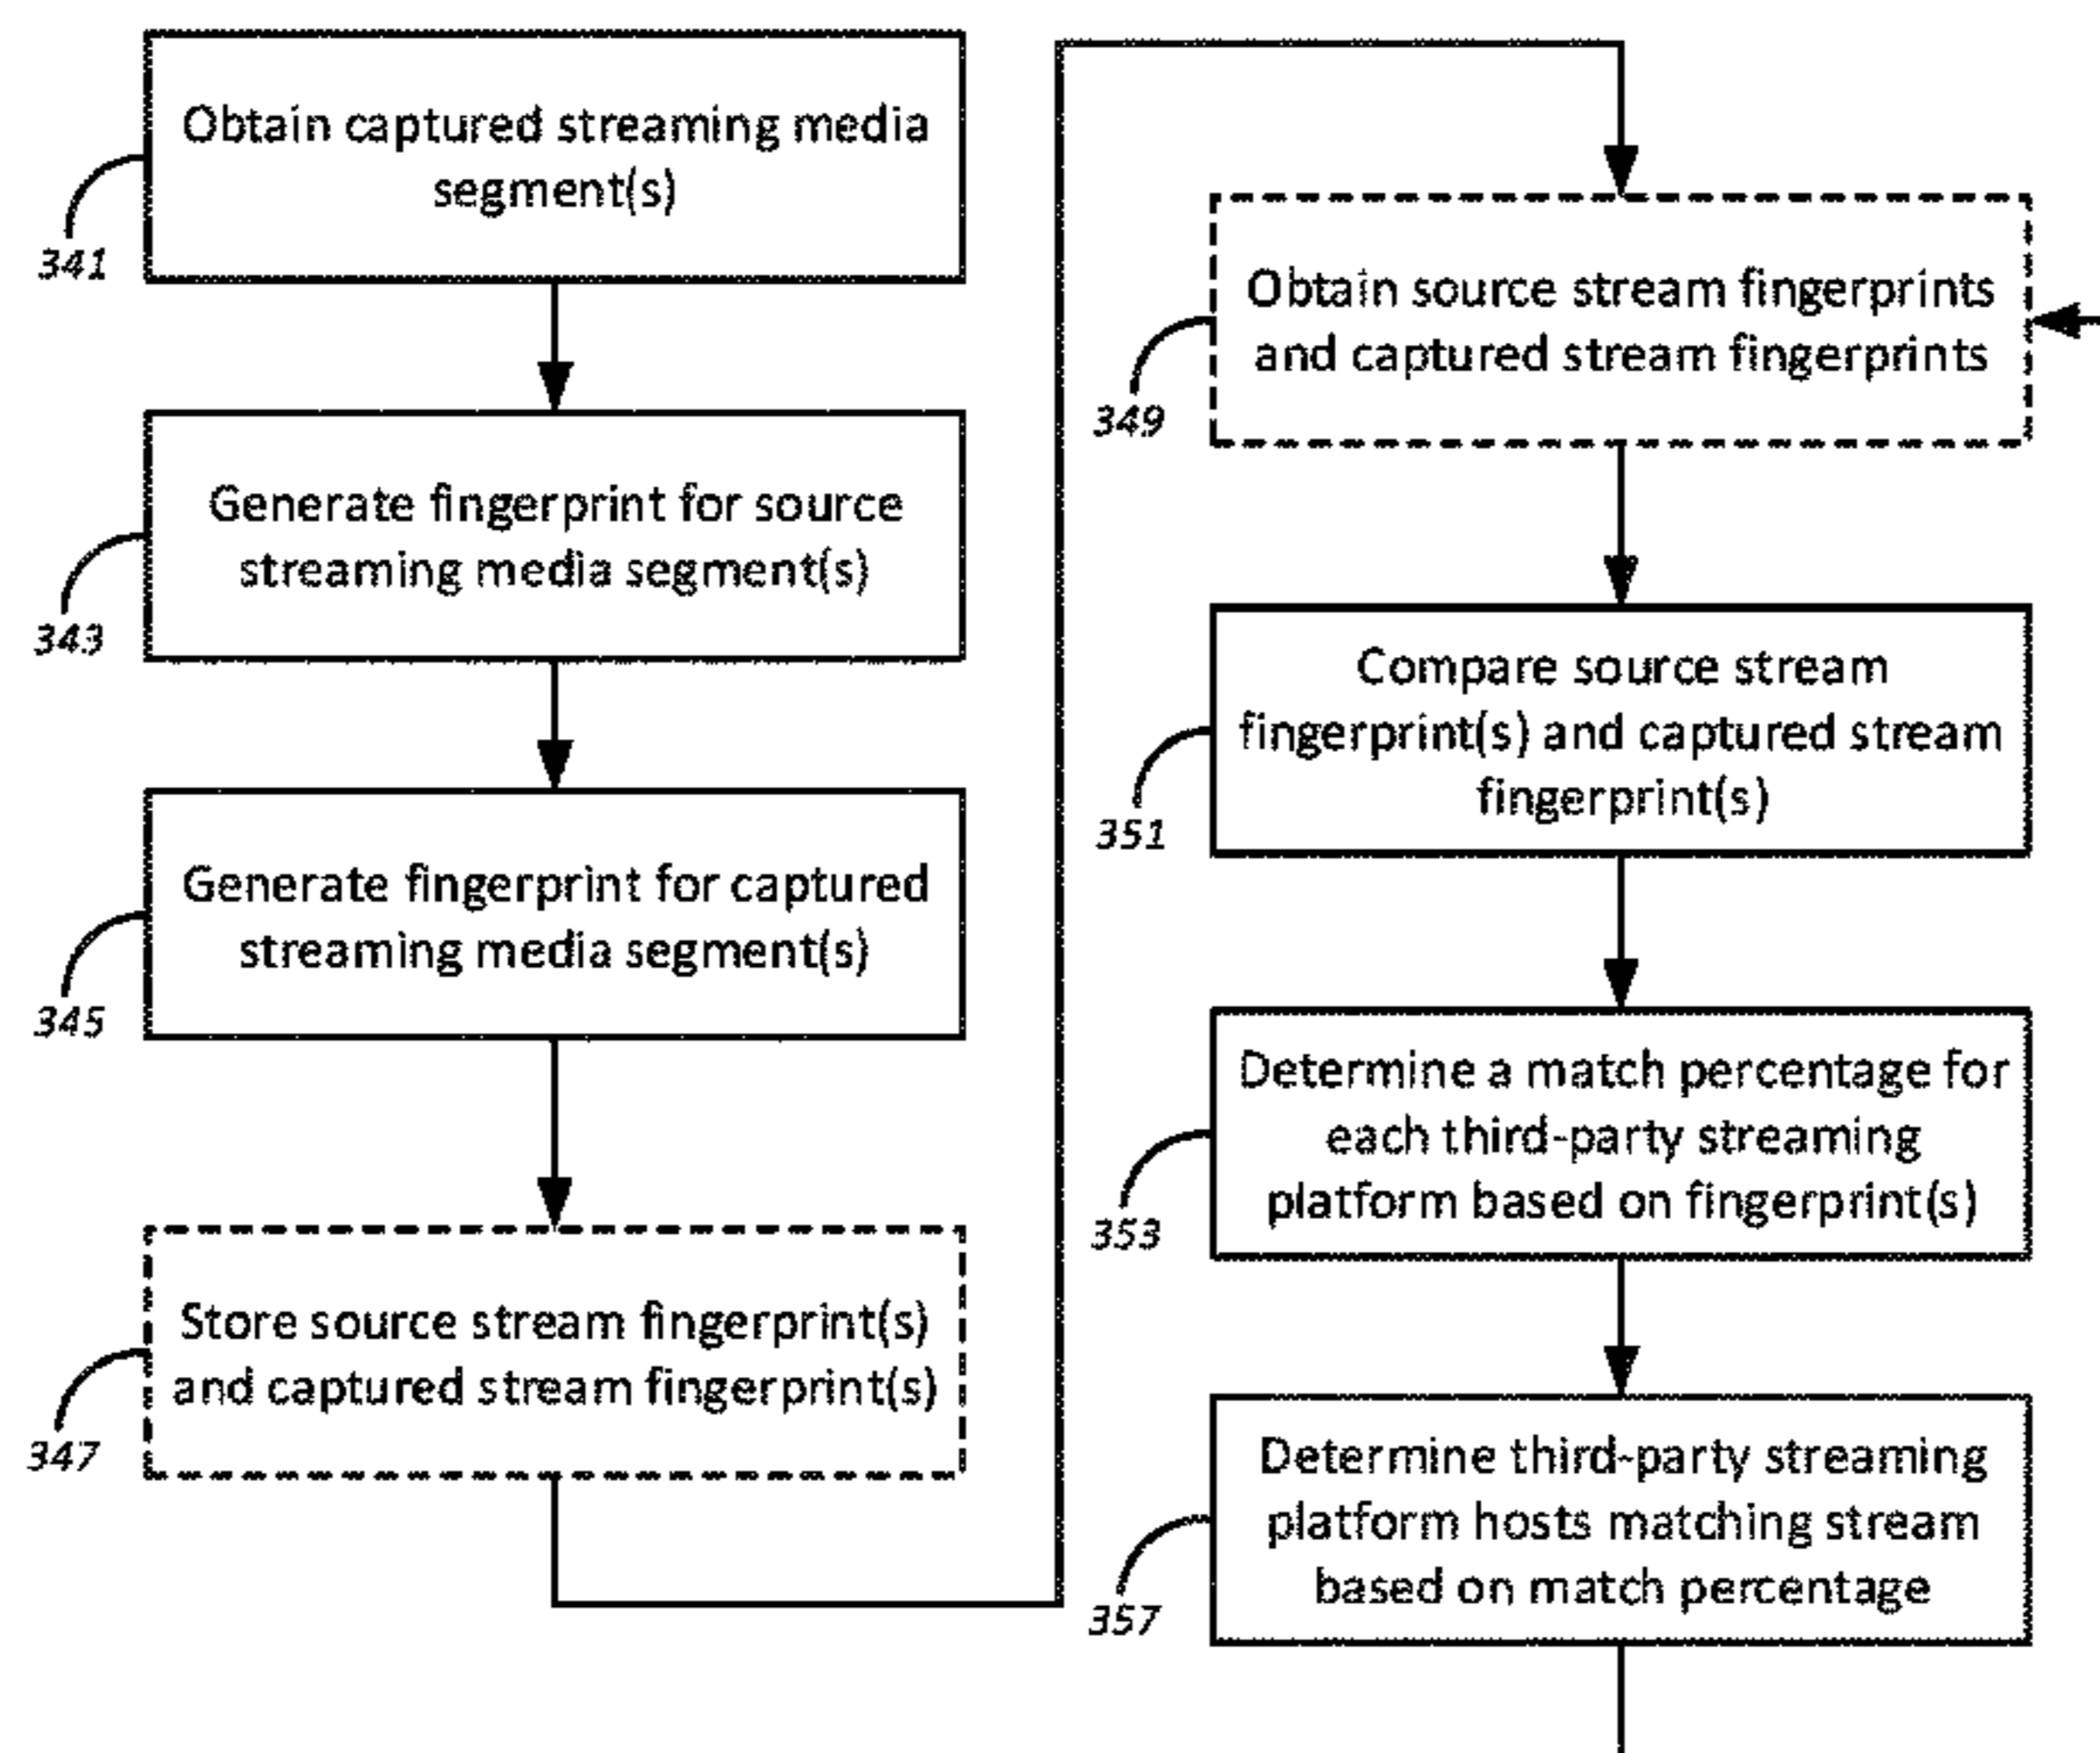 Obtain captured streaming media
segment(s)
341
Generate fingerprint for source
streaming media segment(s)
343
Generate fingerprint for captured
streaming media segment(s)
345
Store source stream fingerprint(s)
and captured stream fingerprint(s)
347
Obtain source stream fingerprints
and captured stream fingerprints
349
Compare source stream
fingerprint(s) and captured stream
fingerprint(s)
351
Determine a match percentage for
each third-party streaming
platform based on fingerprint(s)
353
Determine third-party streaming
platform hosts matching stream
based on match percentage
357